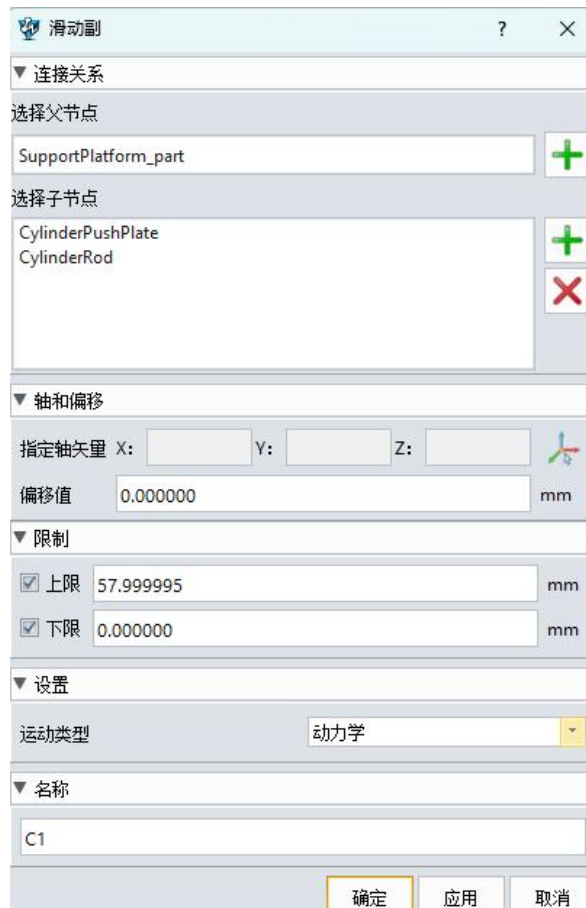 滑动副 ?
连接关系
选择父节点
SupportPlatform_part
选择子节点
CylinderPushPlate
CylinderRod
轴和偏移
指定轴矢量 X: Y: Z:
偏移值 0.000000 mm
限制
上限 57.999995 mm
下限 0.000000 mm
设置
运动类型 动力学
名称
C1
确定 应用 取消